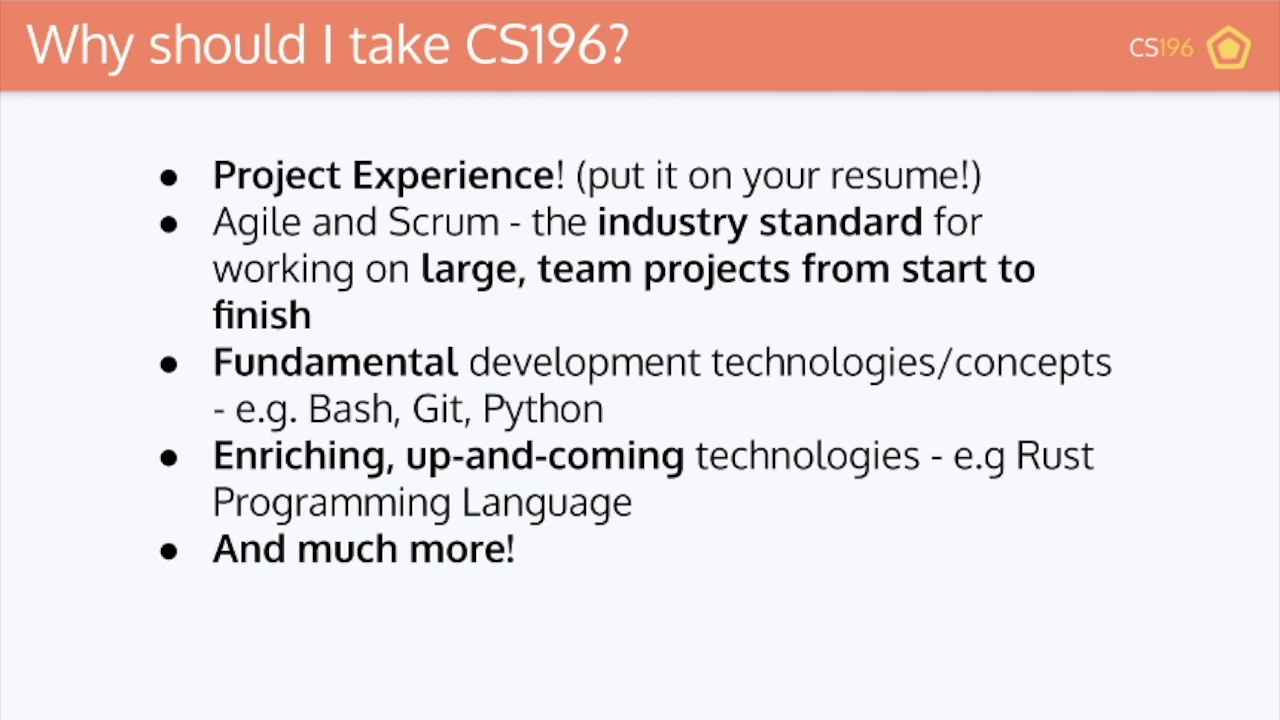 Why should I take CS196?
CS196
● Project Experience! (put it on your resume!)
● Agile and Scrum - the industry standard for
working on large, team projects from start to
finish
● Fundamental development technologies/concepts
- e.g. Bash, Git, Python
● Enriching, up-and-coming technologies - e.g Rust
Programming Language
● And much more!